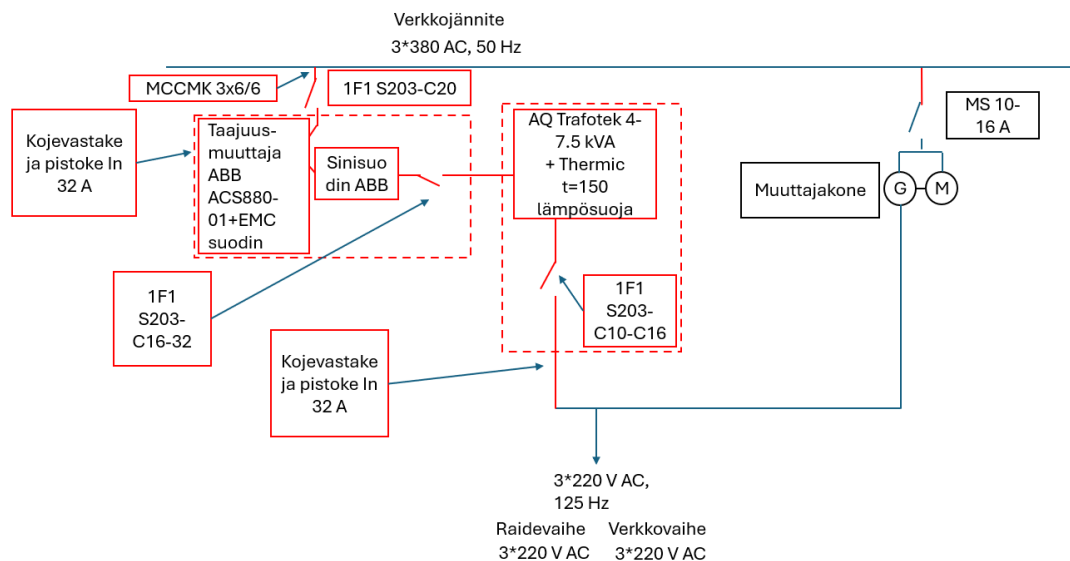 Verkkojännite
3*380 AC, 50 Hz
MCCMK 3x6/6
1F1 S203-C20
Kojevastake
ja pistoke In
32 A
Taajuus-
muuttaja
ABB
ACS880-
01+EMC
suodin
Sinisuo
din ABB
AQ Trafotek 4-
7.5 kVA
+ Thermic
t=150
lämpösuoja
MS 10-
16 A
Muuttajakone
G
M
1F1
S203-
C16-32
1F1
S203-
C10-C16
Kojevastake
ja pistoke In
32 A
3*220 V AC,
125 Hz
Raidevaihe
3*220 V AC
Verkkovaihe
3*220 V AC